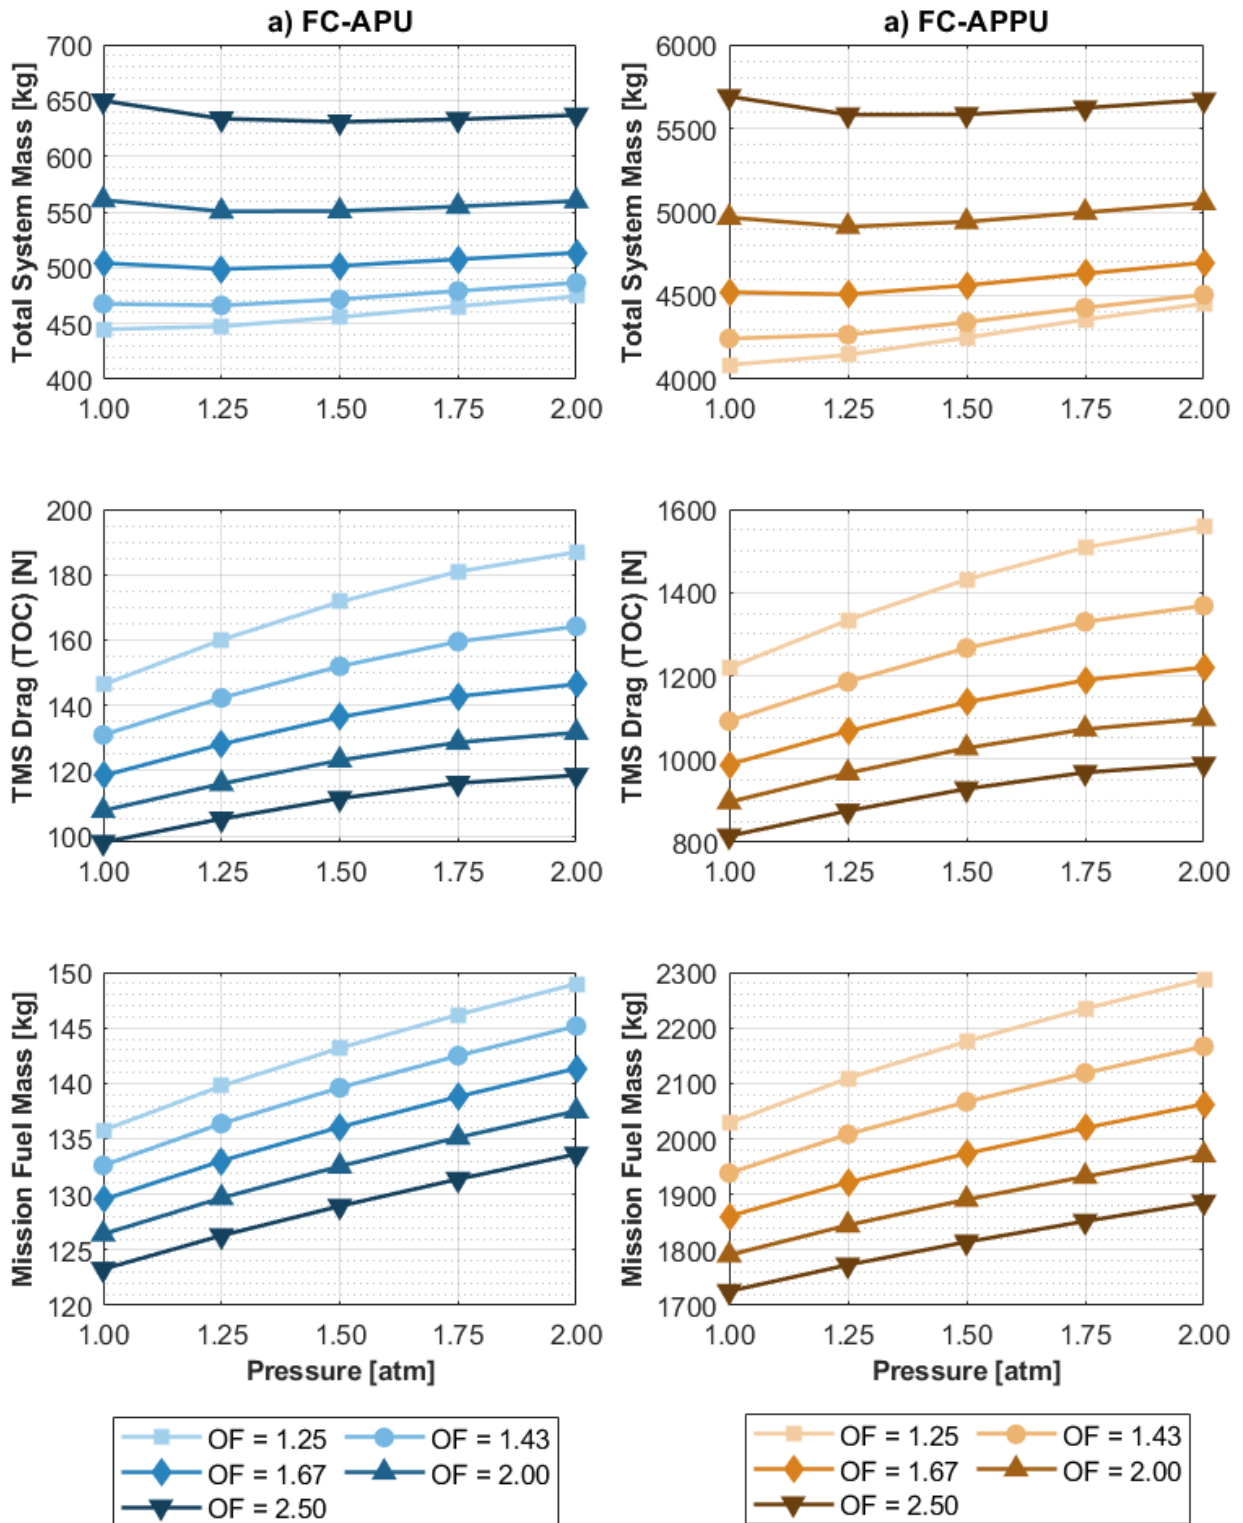 a) FC-APU
Total System Mass [kg]
700
650
600
550
500
450
400
1.00 1.25 1.50 1.75 2.00
a) FC-APPU
Total System Mass [kg]
6000
5500
5000
4500
4000
1.00 1.25 1.50 1.75 2.00
TMS Drag (TOC) [N]
200
180
160
140
120
100
1.00 1.25 1.50 1.75 2.00
TMS Drag (TOC) [N]
1600
1400
1200
1000
800
1.00 1.25 1.50 1.75 2.00
Mission Fuel Mass [kg]
150
145
140
135
130
125
120
1.00 1.25 1.50 1.75 2.00
Pressure [atm]
Mission Fuel Mass [kg]
2300
2200
2100
2000
1900
1800
1700
1.00 1.25 1.50 1.75 2.00
Pressure [atm]
OF = 1.25 OF = 1.43
OF = 1.67 OF = 2.00
OF = 2.50
OF = 1.25 OF = 1.43
OF = 1.67 OF = 2.00
OF = 2.50